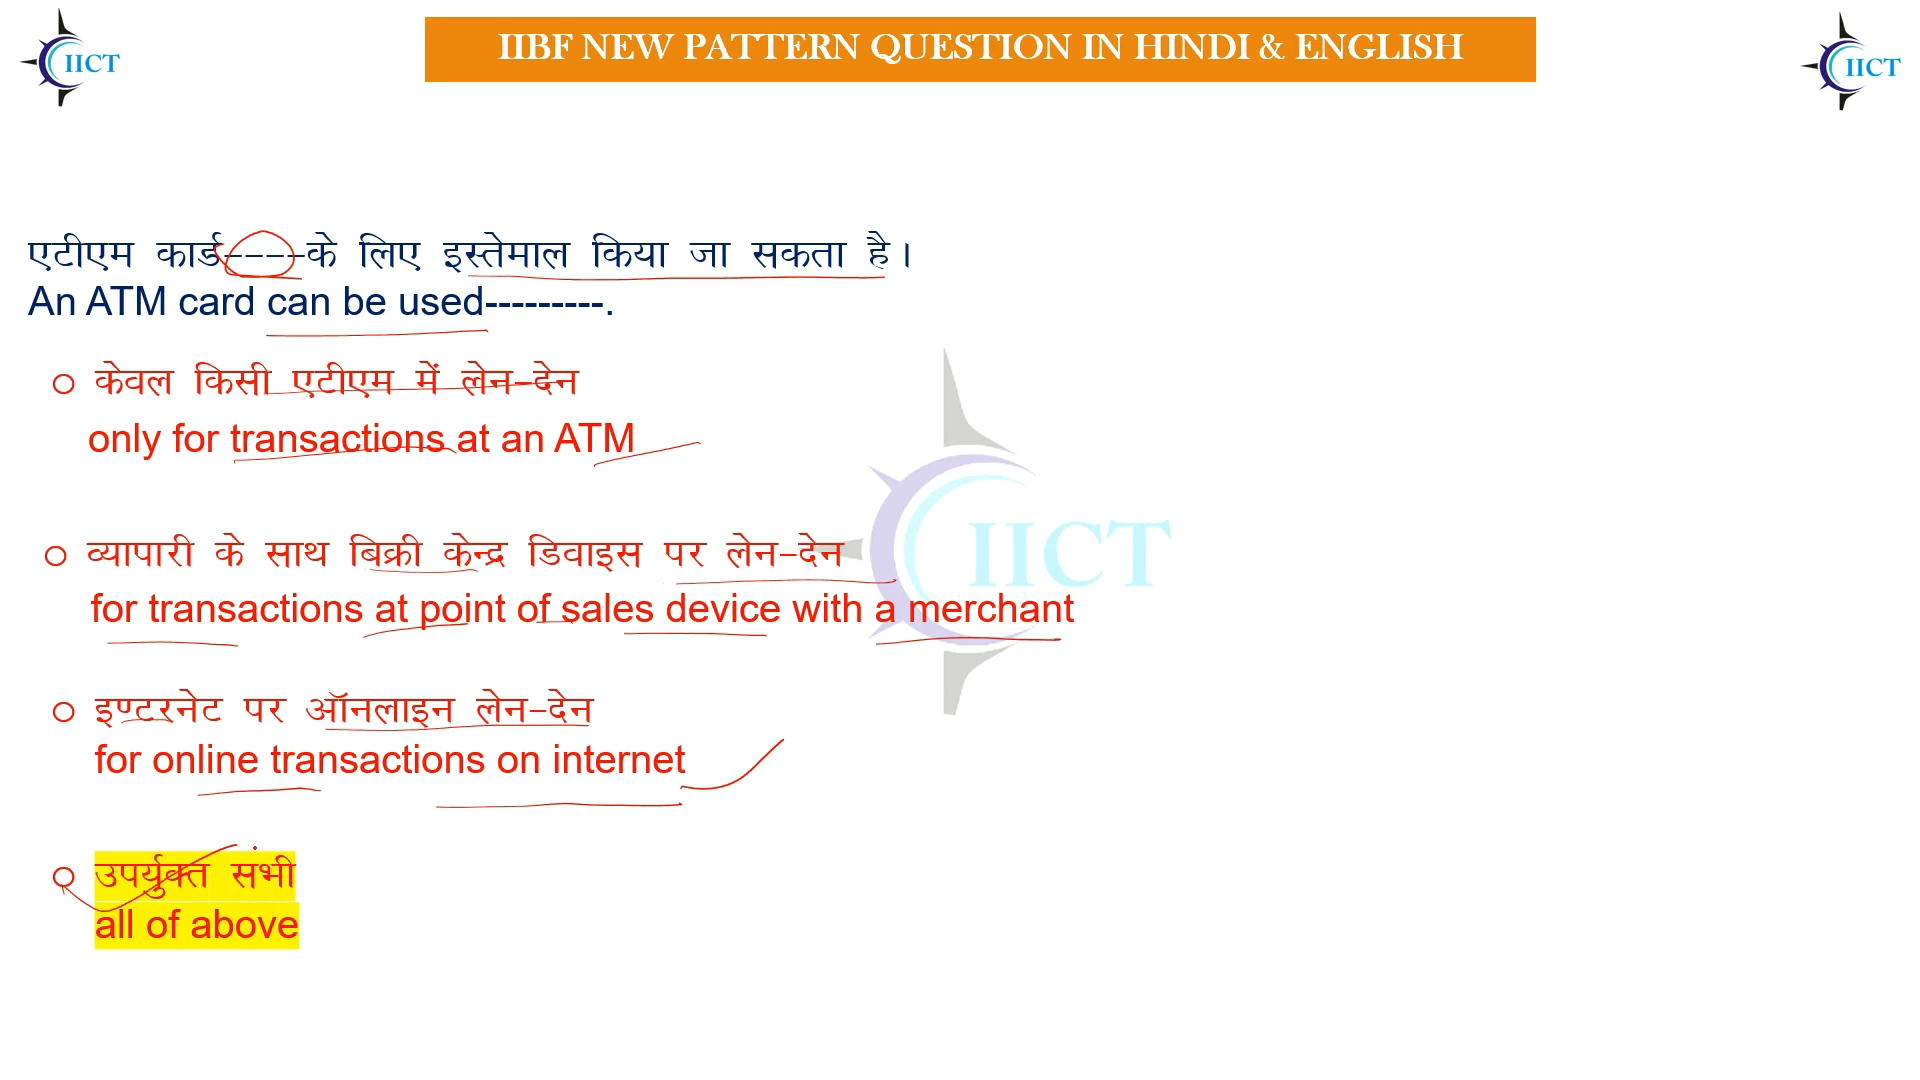 IICT
IIBF NEW PATTERN QUESTION IN HINDI & ENGLISH
IICT
एटीएम कार्ड-----के लिए इस्तेमाल किया जा सकता है।
An ATM card can be used---------.
केवल किसी एटीएम में लेन-देन
only for transactions at an ATM
व्यापारी के साथ बिक्री केन्द्र डिवाइस पर लेन-देन
for transactions at point of sales device with a merchant
IICT
इण्टरनेट पर ऑनलाइन लेन-देन
for online transactions on internet
उपर्युक्त संभी
all of above